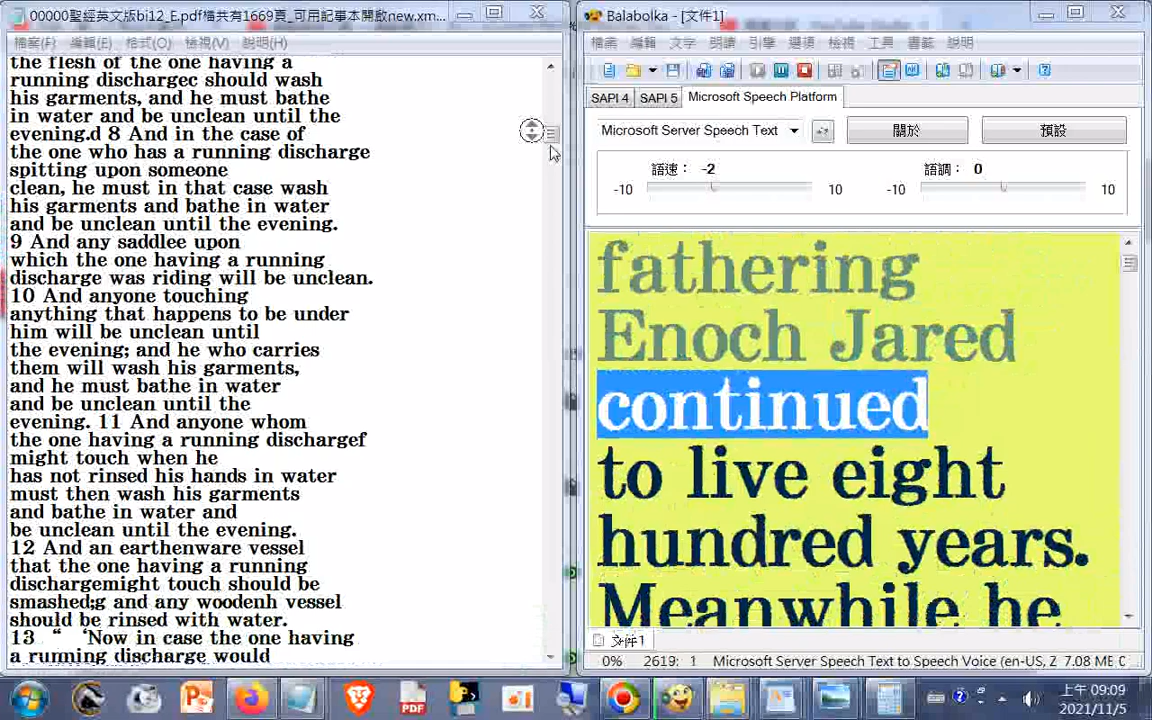 00000聖經英文版bi12_E.pdf檔共有1669頁_可用記事本開啟new.xm...
檔案(F) 編輯(E) 格式(O) 檢視(V) 說明(H)
the flesh of the one having a
running dischargec should wash
his garments, and he must bathe
in water and be unclean until the
evening.d 8 And in the case of
the one who has a running discharge
spitting upon someone
clean, he must in that case wash
his garments and bathe in water
and be unclean until the evening.
9 And any saddlee upon
which the one having a running
discharge was riding will be unclean.
10 And anyone touching
anything that happens to be under
him will be unclean until
the evening; and he who carries
them will wash his garments,
and he must bathe in water
and be unclean until the
evening. 11 And anyone whom
the one having a running dischargef
might touch when he
has not rinsed his hands in water
must then wash his garments
and bathe in water and
be unclean until the evening.
12 And an earthenware vessel
that the one having a running
dischargemight touch should be
smashed;g and any woodenh vessel
should be rinsed with water.
13 “ ‘Now in case the one having
a rurming discharge would
Balabolka - [文件1]
檔案 編輯 文字 朗讀 引擎 選項 檢視 工具 書籤 說明
SAPI 4 SAPI 5 Microsoft Speech Platform
Microsoft Server Speech Text 關於 預設
語速： -2 語調： 0
-10 10 -10 10
fathering
Enoch Jared
continued
to live eight
hundred years.
Meanwhile he
文件1
0% 2619: 1 Microsoft Server Speech Text to Speech Voice (en-US, Z 7.08 ME C
上午 09:09
2021/11/5